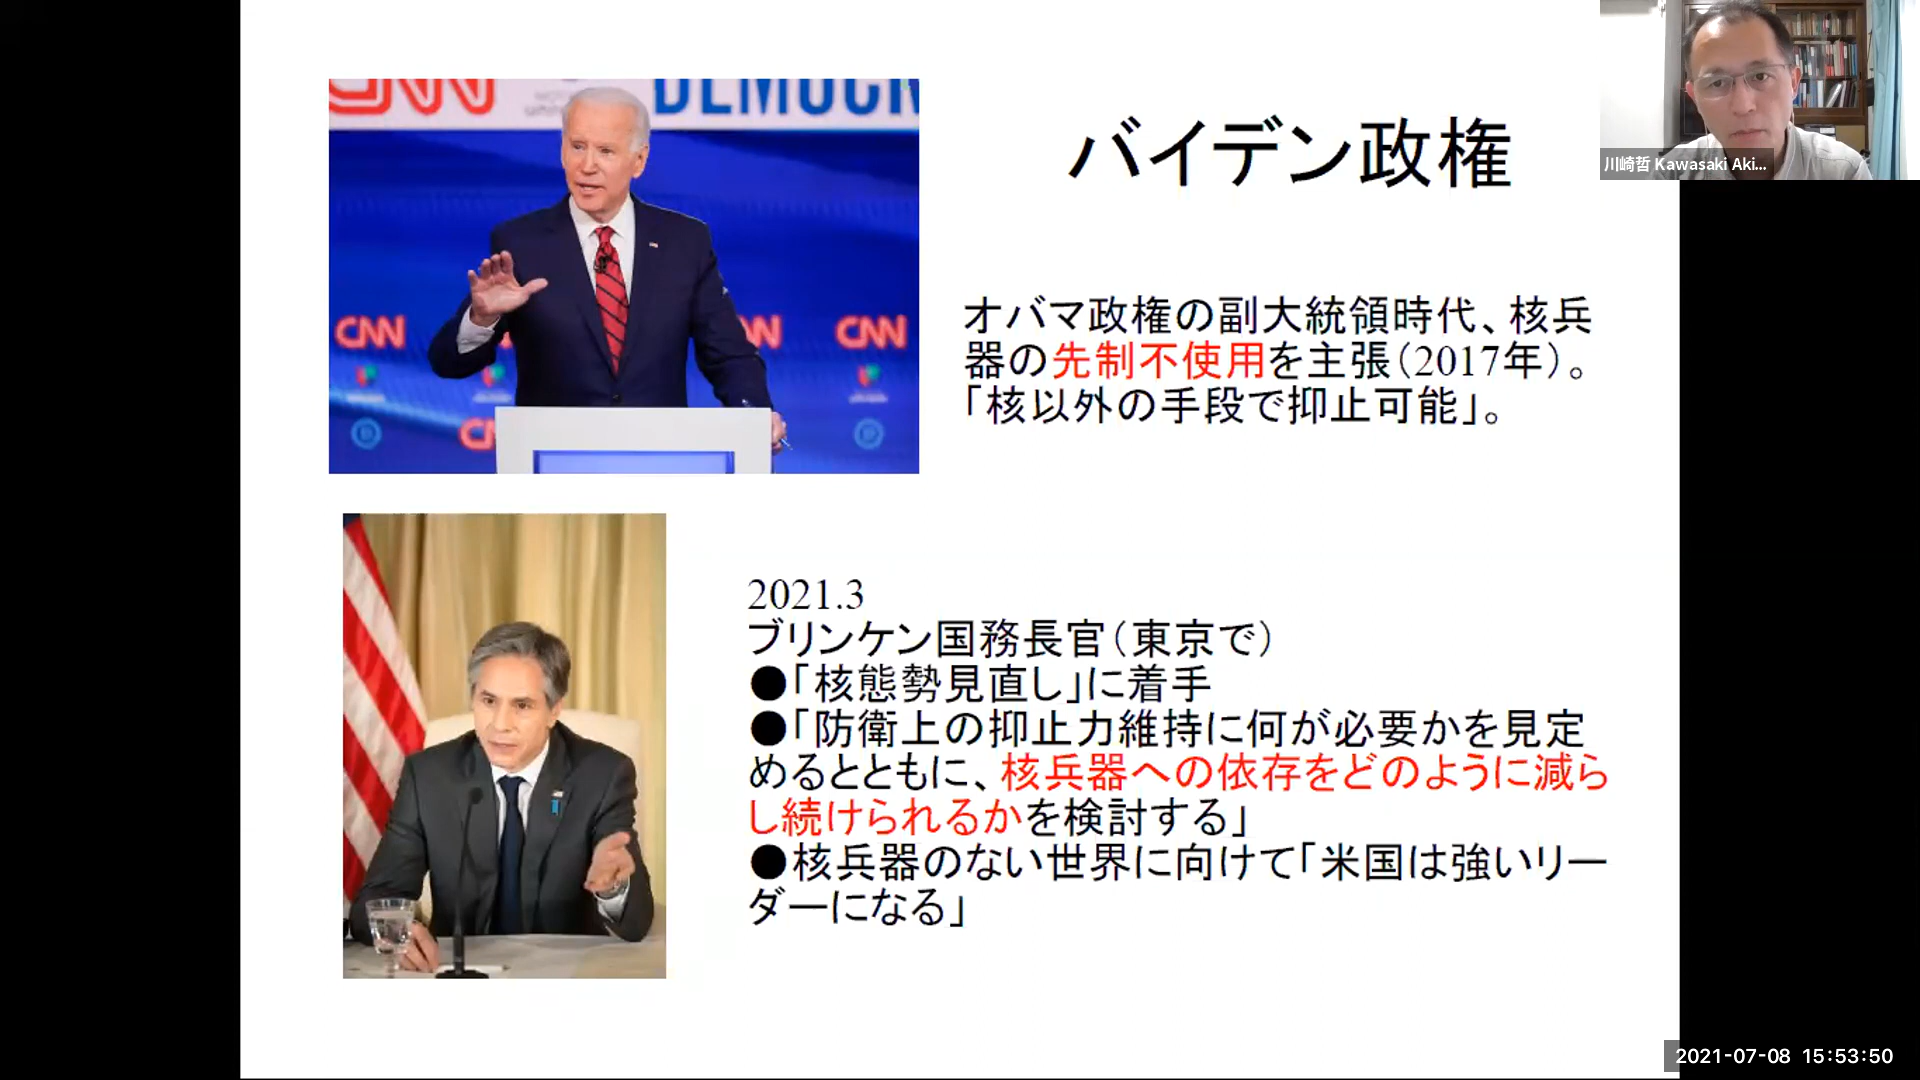 CNN
バイデン政権
川崎哲 Kawasaki Aki...
オバマ政権の副大統領時代、核兵
器の先制不使用を主張（2017年）。
「核以外の手段で抑止可能」。
CNN
CNN
2021.3
ブリンケン国務長官（東京で）
●「核態勢見直し」に着手
●「防衛上の抑止力維持に何が必要かを見定
めるとともに、核兵器への依存をどのように減ら
し続けられるかを検討する」
●核兵器のない世界に向けて「米国は強いリー
ダーになる」
2021-07-08 15:53:50